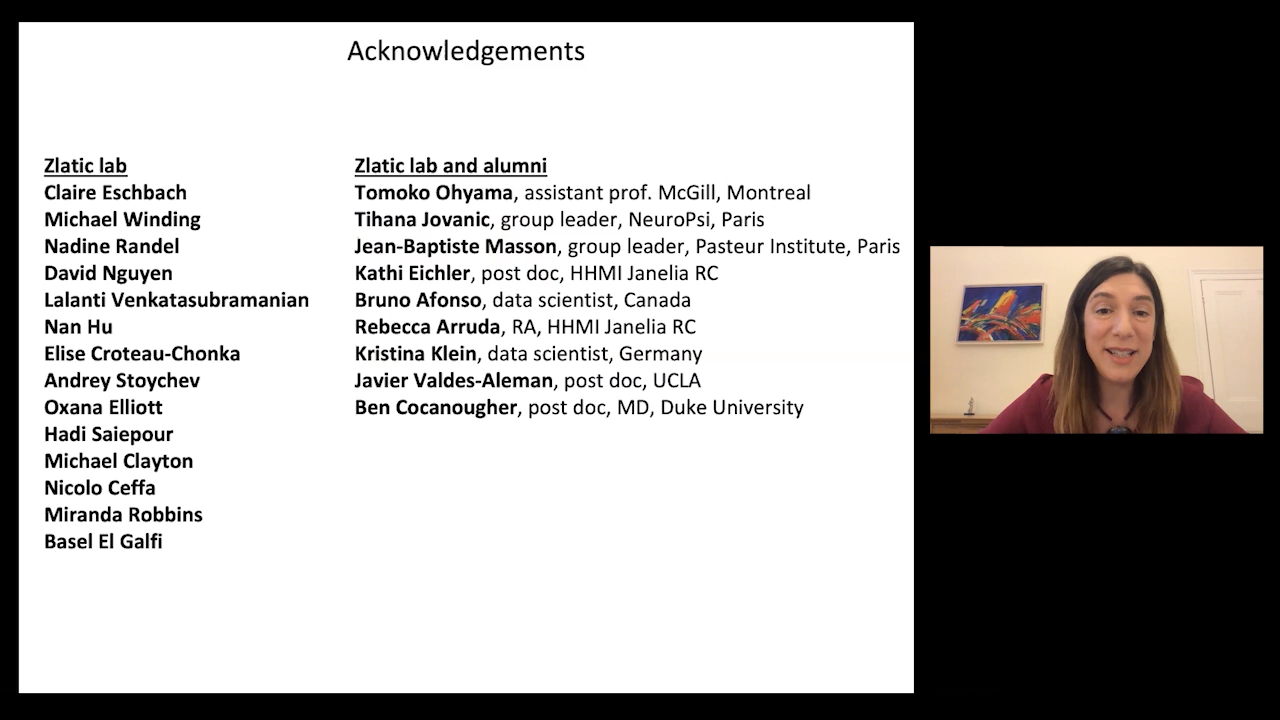 Acknowledgements
Zlatic lab
Claire Eschbach
Michael Winding
Nadine Randel
David Nguyen
Lalanti Venkatasubramanian
Nan Hu
Elise Croteau-Chonka
Andrey Stoychev
Oxana Elliott
Hadi Saiepour
Michael Clayton
Nicolo Ceffa
Miranda Robbins
Basel El Galfi
Zlatic lab and alumni
Tomoko Ohyama, assistant prof. McGill, Montreal
Tihana Jovanic, group leader, NeuroPsi, Paris
Jean-Baptiste Masson, group leader, Pasteur Institute, Paris
Kathi Eichler, post doc, HHMI Janelia RC
Bruno Afonso, data scientist, Canada
Rebecca Arruda, RA, HHMI Janelia RC
Kristina Klein, data scientist, Germany
Javier Valdes-Aleman, post doc, UCLA
Ben Cocanougher, post doc, MD, Duke University